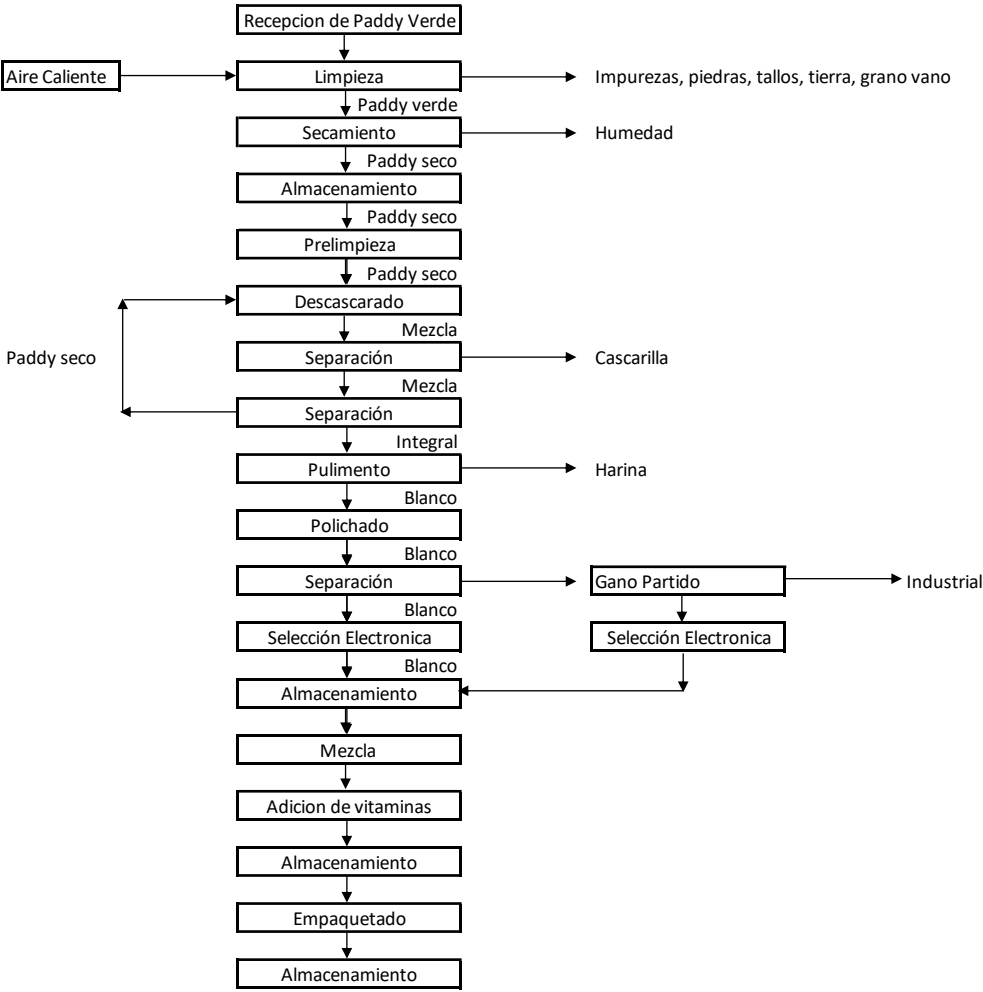 Recepcion de Paddy Verde
Aire Caliente
Limpieza
Impurezas, piedras, tallos, tierra, grano vano
Paddy verde
Secamiento
Humedad
Paddy seco
Almacenamiento
Paddy seco
Prelimpieza
Paddy seco
Descascarado
Mezcla
Paddy seco
Separación
Cascarilla
Mezcla
Separación
Integral
Pulimento
Harina
Blanco
Polichado
Blanco
Separación
Gano Partido
Industrial
Blanco
Selección Electronica
Selección Electronica
Blanco
Almacenamiento
Mezcla
Adicion de vitaminas
Almacenamiento
Empaquetado
Almacenamiento